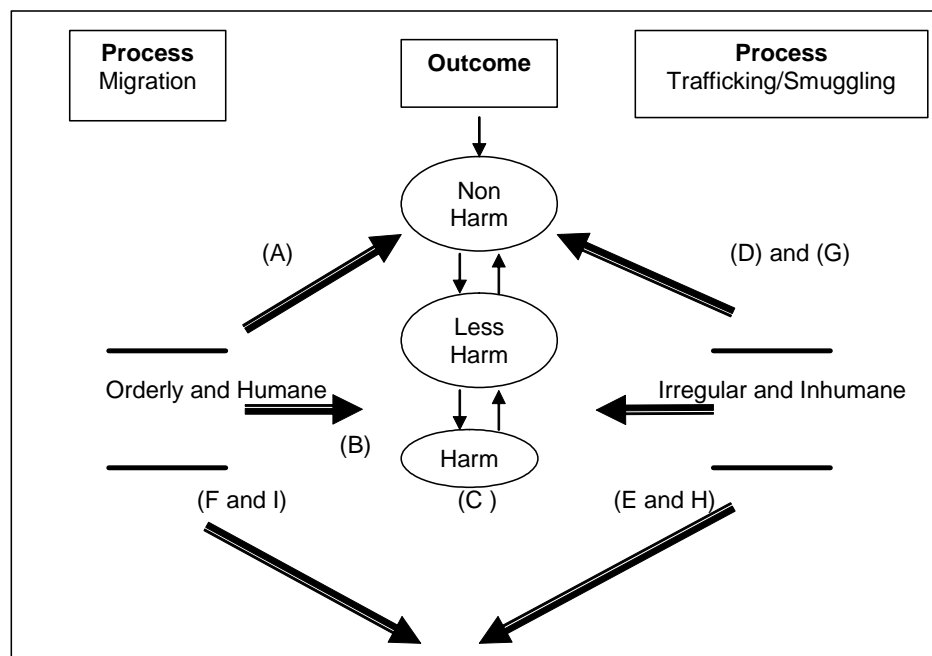 Process
Migration
Outcome
Process
Trafficking/Smuggling
Non
Harm
(A)
(D) and (G)
Less
Harm
Orderly and Humane
Irregular and Inhumane
(B)
Harm
(F and I)
(C )
(E and H)